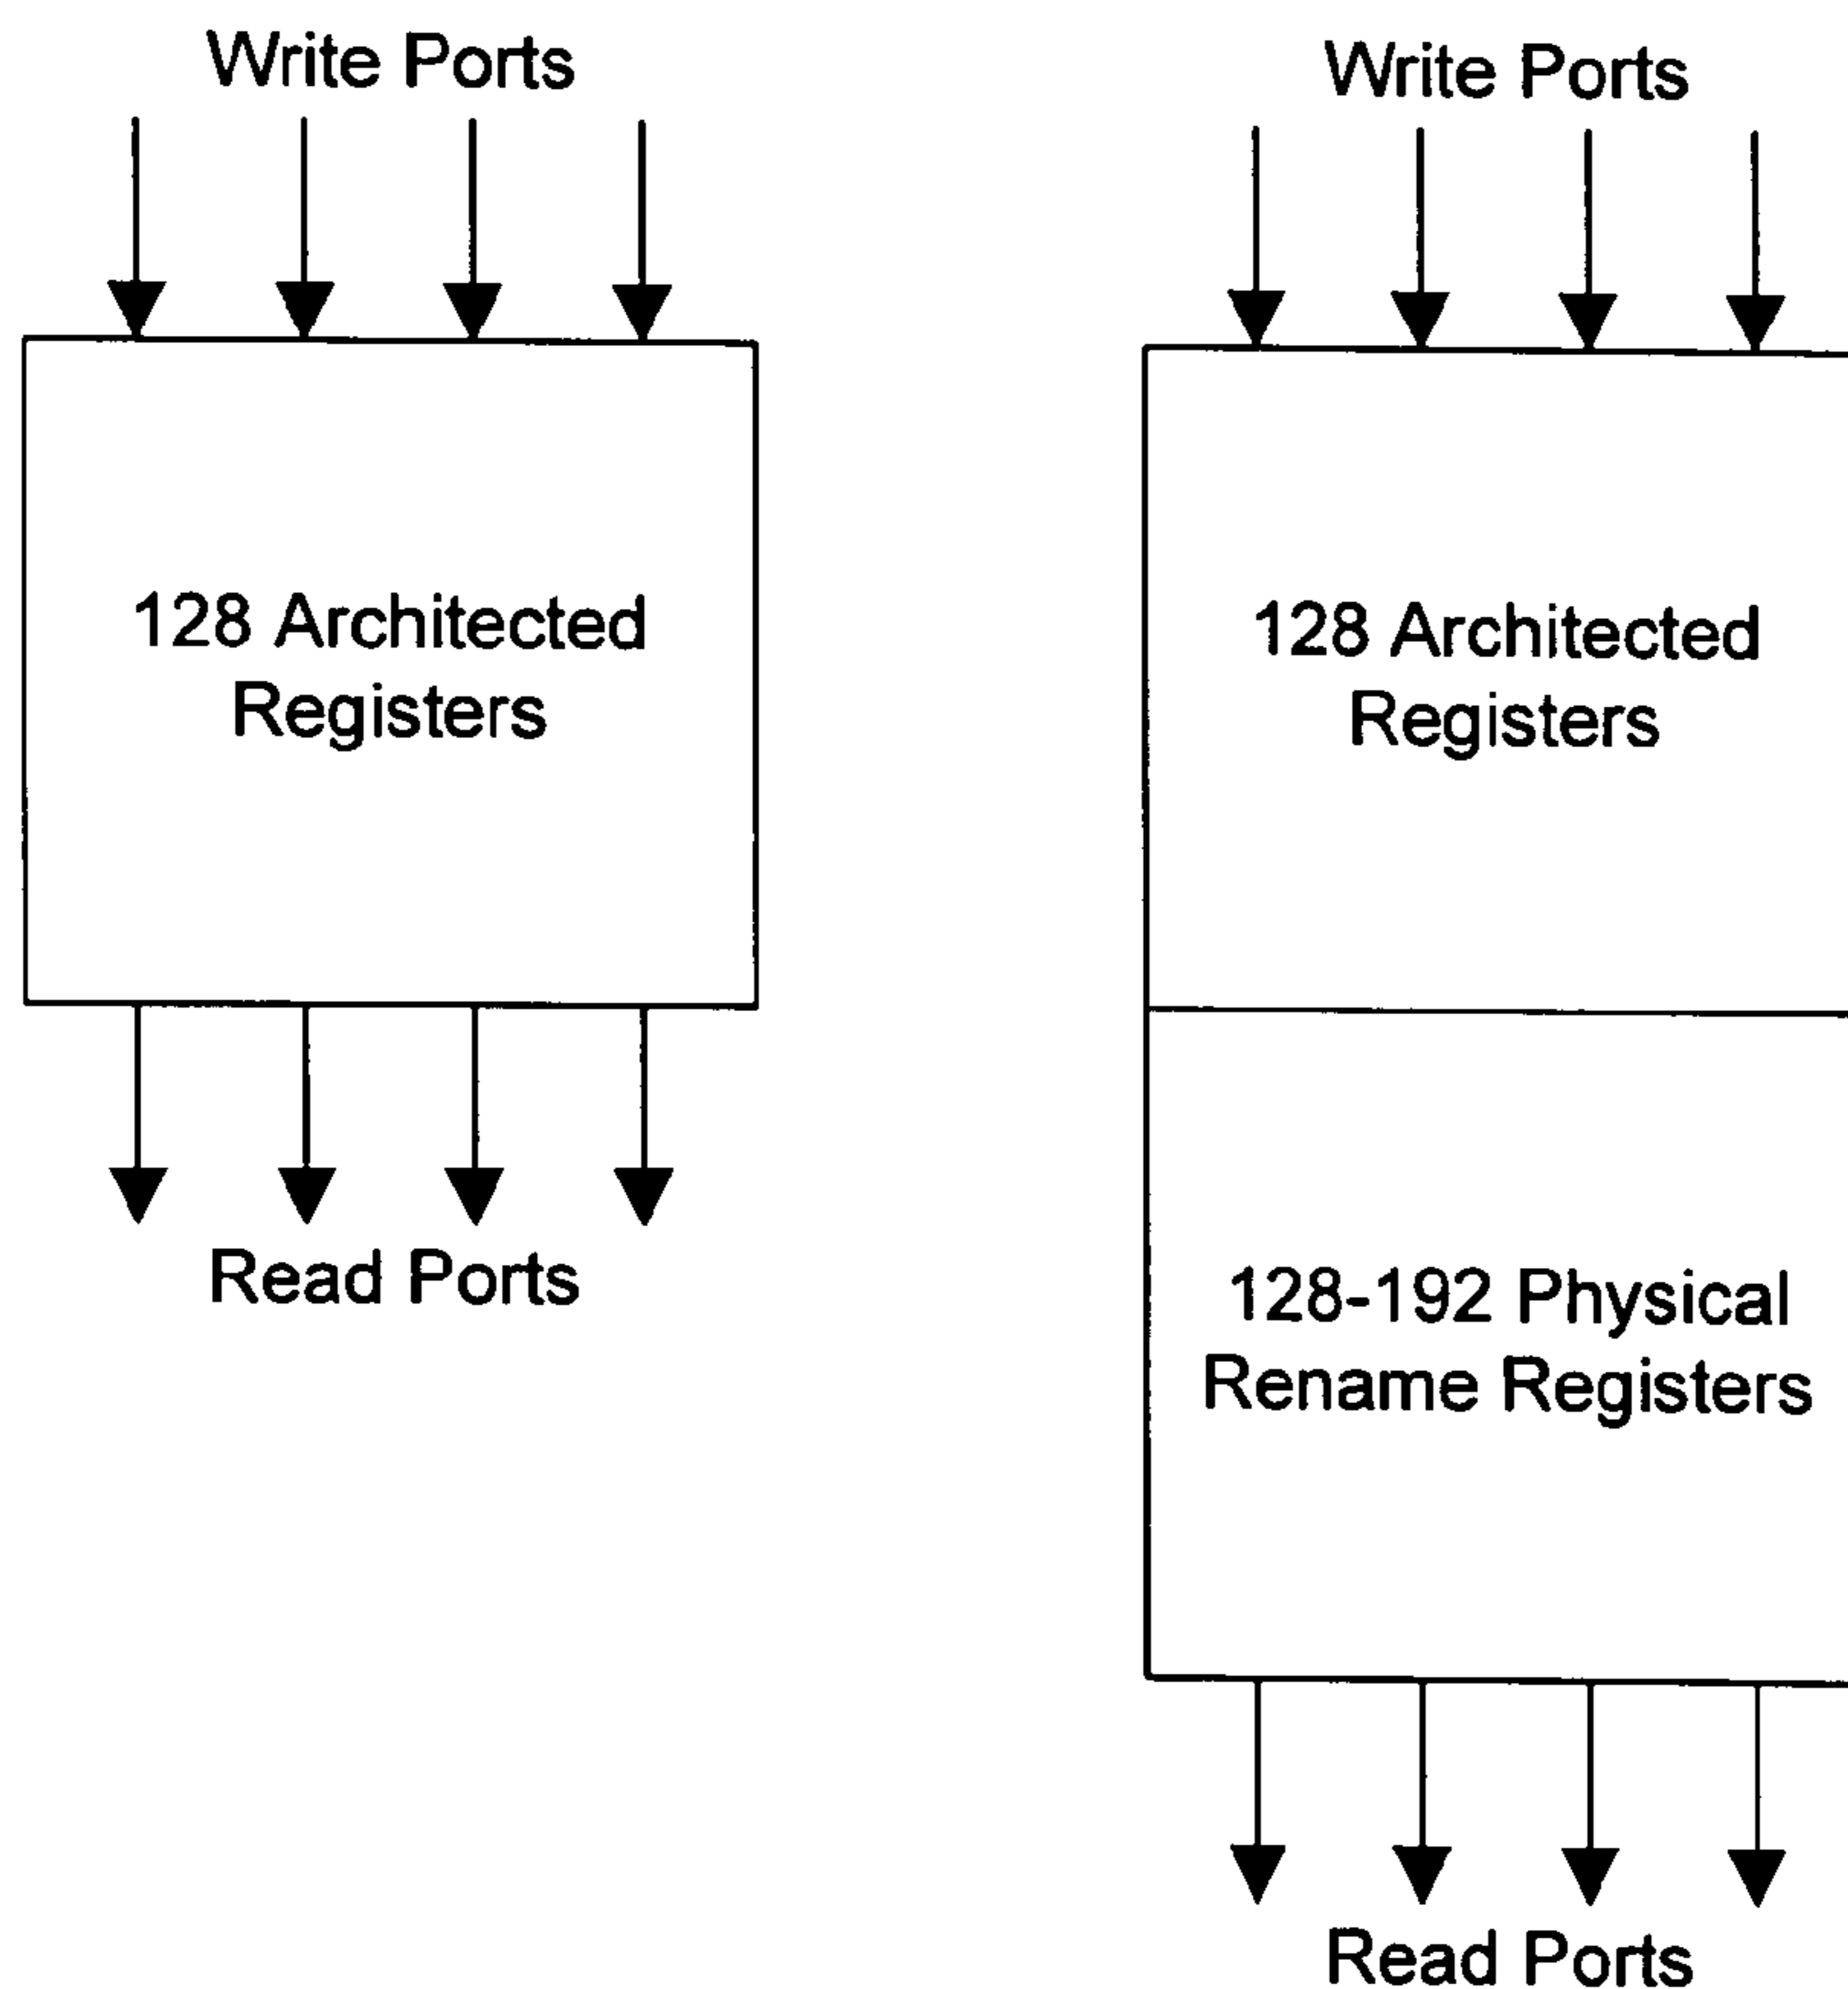 Write Ports
128 Architected
Registers
Read Ports
Write Ports
128 Architected
Registers
128-192 Physical
Rename Registers
Read Ports